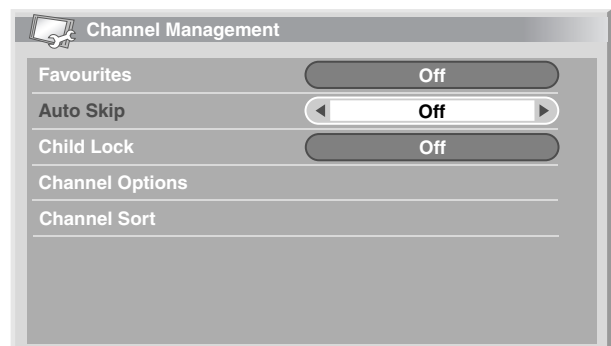 Channel Management
Favourites Off
Auto Skip Off
Child Lock Off
Channel Options
Channel Sort